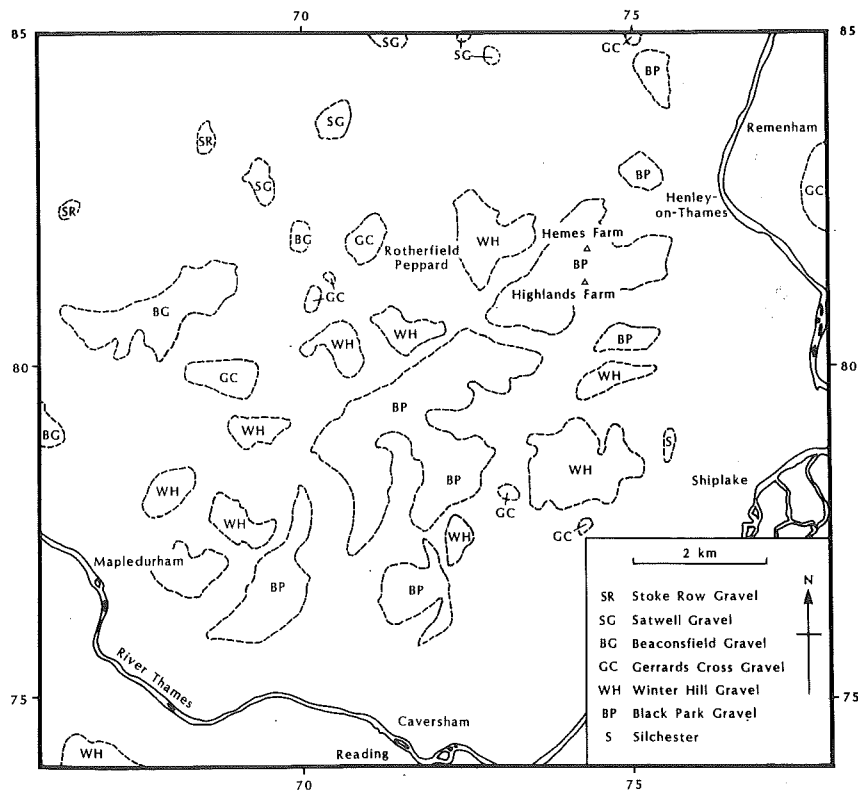 70 75
85 85
SG
SG
GC
BP
SG
SR
Remenham
SG
BP
GC
SR
Henley-
on-Thames
BG
GC
Rotherfield
Peppard
WH
Hemes Farm
BP
GC
Highlands Farm
BG
WH
WH
BP
80 80
GC
WH
BP
BG
WH
S
WH
BP
WH
Shiplake
GC
WH
WH
GC
Mapledurham
BP
BP
River Thames
75 75
WH
Caversham
Reading
2 km
N
SR Stoke Row Gravel
SG Satwell Gravel
BG Beaconsfield Gravel
GC Gerrards Cross Gravel
WH Winter Hill Gravel
BP Black Park Gravel
S Silchester
70 75